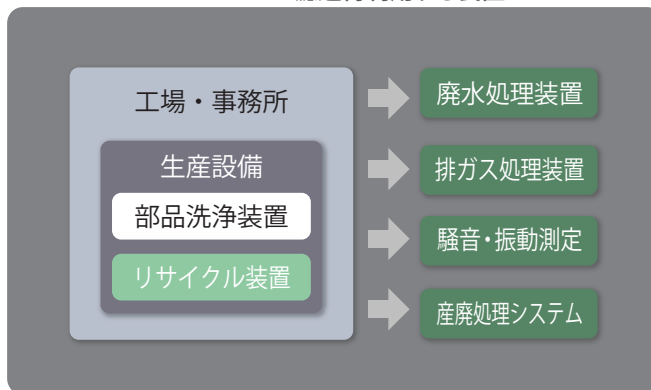 工場・事務所
生産設備
部品洗浄装置
リサイクル装置
廃水処理装置
排ガス処理装置
騒音・振動測定
産廃処理システム